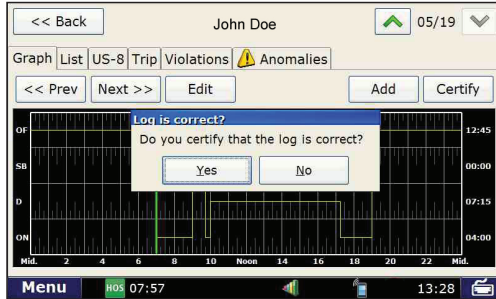 << Back
John Doe
05/19
Graph List US-8 Trip Violations Anomalies
<< Prev Next >> Edit Add Certify
Log is correct?
Do you certify that the log is correct?
Yes No
OF 12:45
SB 00:00
D 07:15
ON 04:00
Mid. 2 4 6 8 10 Noon 14 16 18 20 22 Mid.
Menu HOS 07:57 13:28